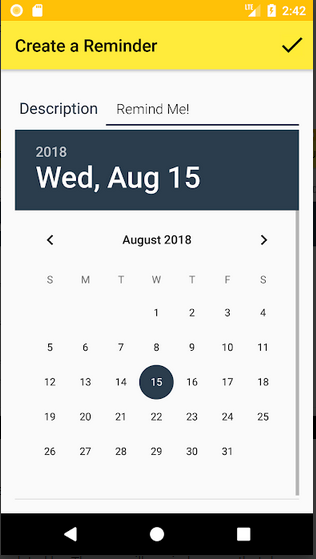 2:42
Create a Reminder
Description Remind Me!
2018
Wed, Aug 15
August 2018
S M T W T F S
1 2 3 4
5 6 7 8 9 10 11
12 13 14 15 16 17 18
19 20 21 22 23 24 25
26 27 28 29 30 31